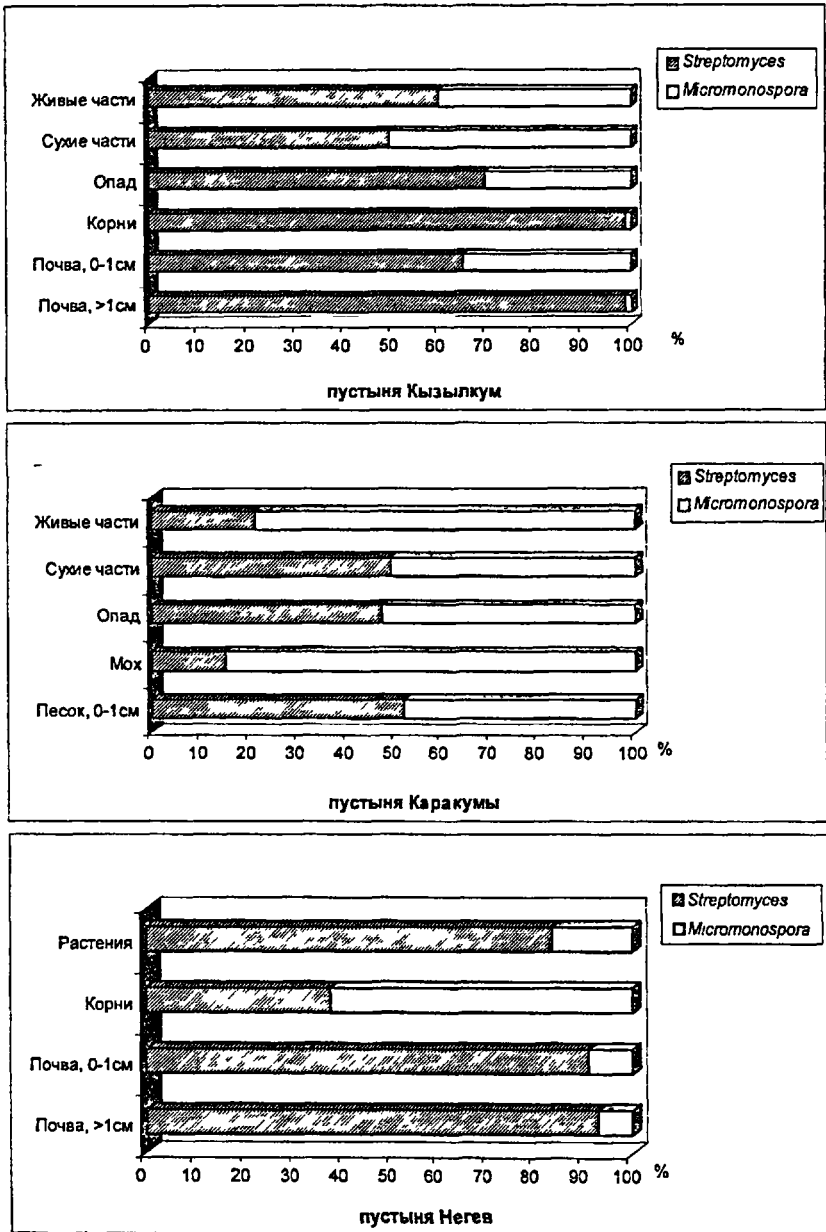 Streptomyces
Micromonospora
Живые части
Сухие части
Опад
Корни
Почва, 0-1см
Почва, >1см
0 10 20 30 40 50 60 70 80 90 100 %
пустыня Кызылкум
Streptomyces
Micromonospora
Живые части
Сухие части
Опад
Мох
Песок, 0-1см
0 10 20 30 40 50 60 70 80 90 100 %
пустыня Каракумы
Streptomyces
Micromonospora
Растения
Корни
Почва, 0-1см
Почва, >1см
0 10 20 30 40 50 60 70 80 90 100 %
пустыня Негев